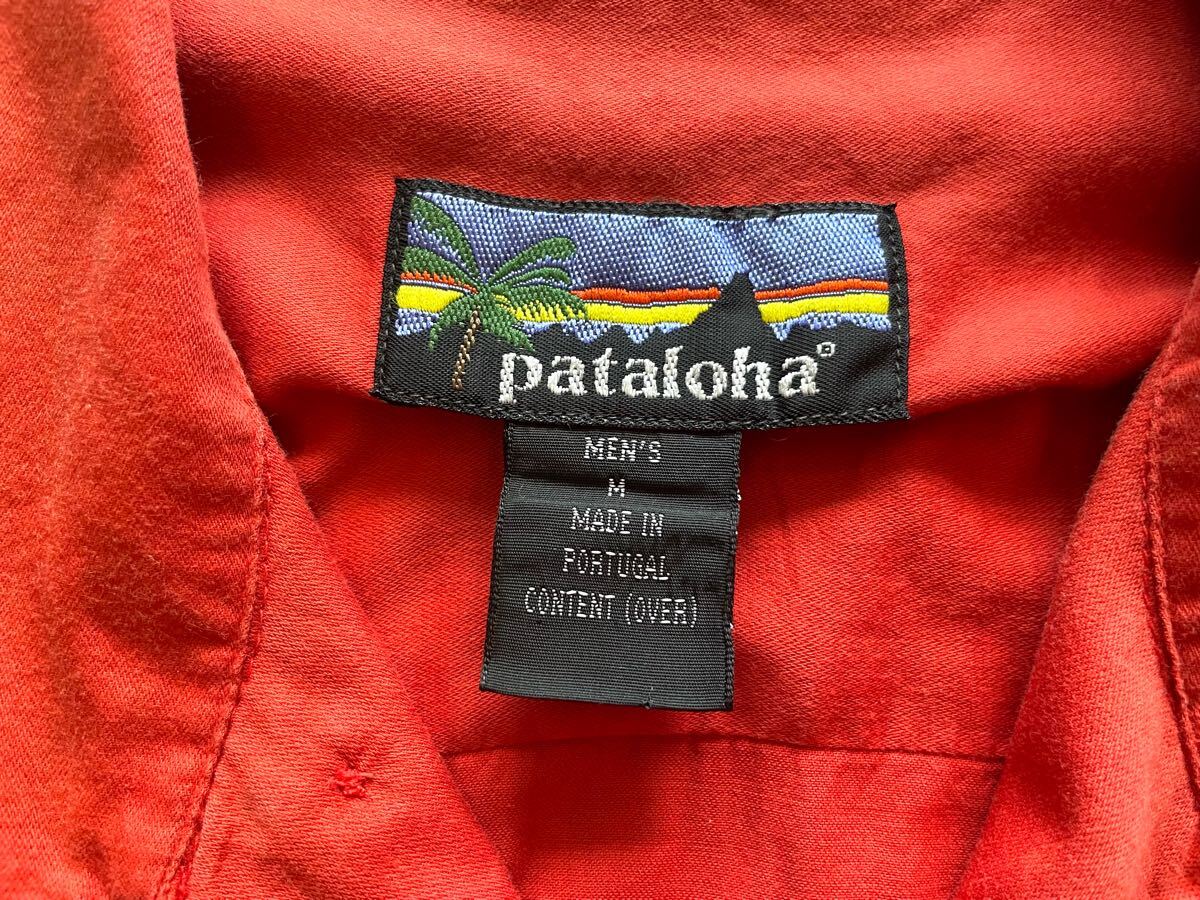 pataloha®
MEN'S
M
MADE IN
PORTUGAL
CONTENT (OVER)